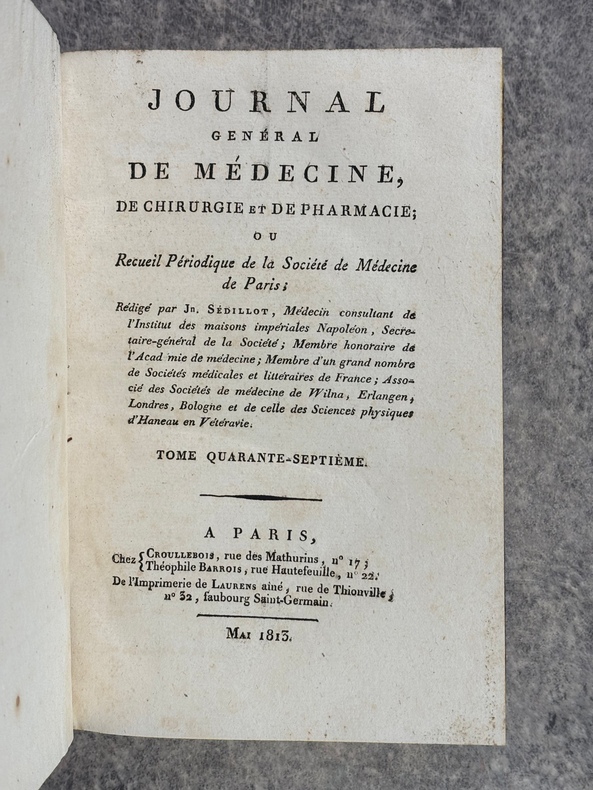 JOURNAL
GENÉRAL
DE MÉDECINE,
DE CHIRURGIE ET DE PHARMACIE;
OU
Recueil Périodique de la Société de Médecine
de Paris;
Rédigé par Jn. SÉDILLOT, Médecin consultant de
l'Institut des maisons impériales Napoléon, Secre-
taire-général de la Société; Membre honoraire de
l'Acad mie de médecine; Membre d'un grand nombre
de Sociétés médicales et littéraires de France; Asso-
cié des Sociétés de médecine de Wilna, Erlangen,
Londres, Bologne et de celle des Sciences physiques
d'Haneau en Vétéravie.
TOME QUARANTE-SEPTIÈME.
A PARIS,
Chez { CROULLEBOIS, rue des Mathurins, n° 17;
Théophile BARROIS, rue Hautefeuille, n° 22.
De l'Imprimerie de LAURENS aîné, rue de Thionville,
n° 32, faubourg Saint-Germain.
MAI 1813.